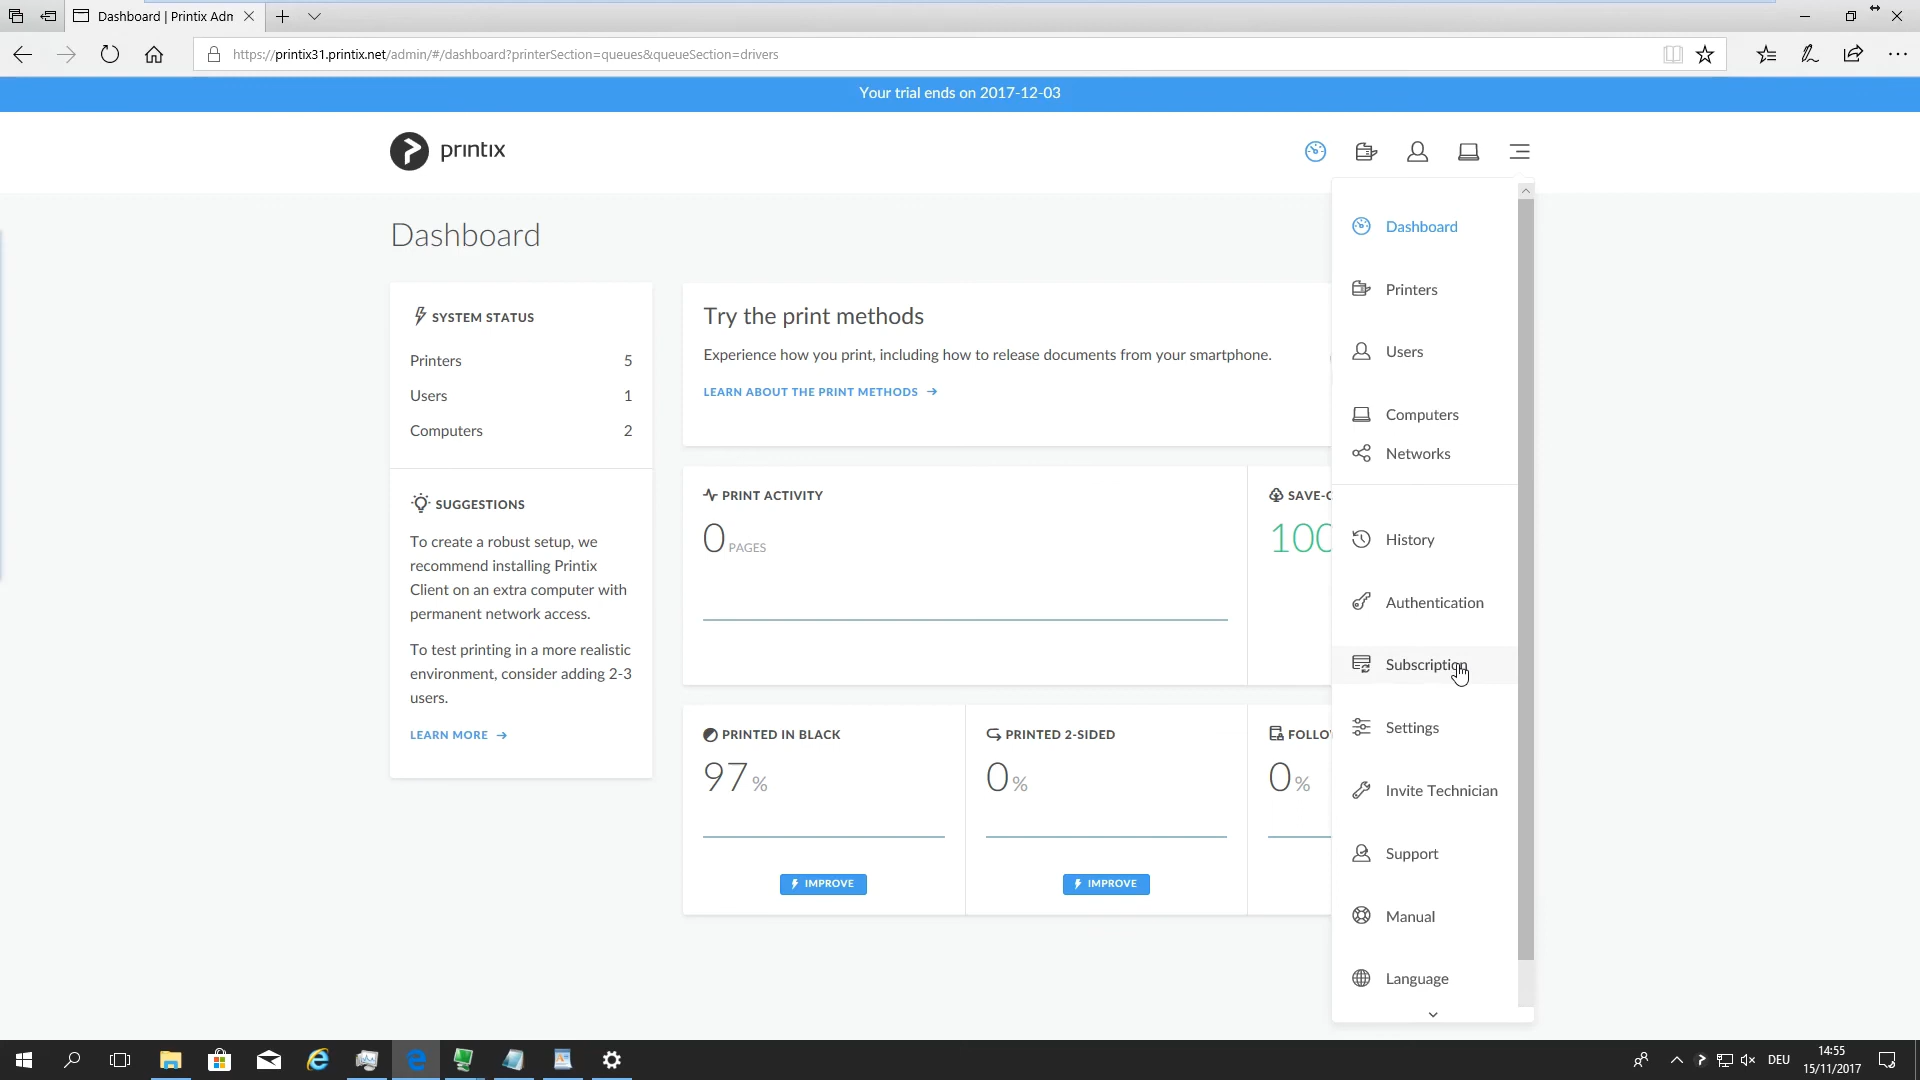 Dashboard | Printix Adm
https://printix31.printix.net/admin/#/dashboard?printerSection=queues&queueSection=drivers
Your trial ends on 2017-12-03
printix
Dashboard
SYSTEM STATUS
Printers 5
Users 1
Computers 2
SUGGESTIONS
To create a robust setup, we
recommend installing Printix
Client on an extra computer with
permanent network access.
To test printing in a more realistic
environment, consider adding 2-3
users.
LEARN MORE →
Try the print methods
Experience how you print, including how to release documents from your smartphone.
LEARN ABOUT THE PRINT METHODS →
PRINT ACTIVITY
0 PAGES
SAVE-
100
PRINTED IN BLACK
97 %
IMPROVE
PRINTED 2-SIDED
0 %
IMPROVE
FOLLO
0 %
Dashboard
Printers
Users
Computers
Networks
History
Authentication
Subscription
Settings
Invite Technician
Support
Manual
Language
DEU
14:55
15/11/2017